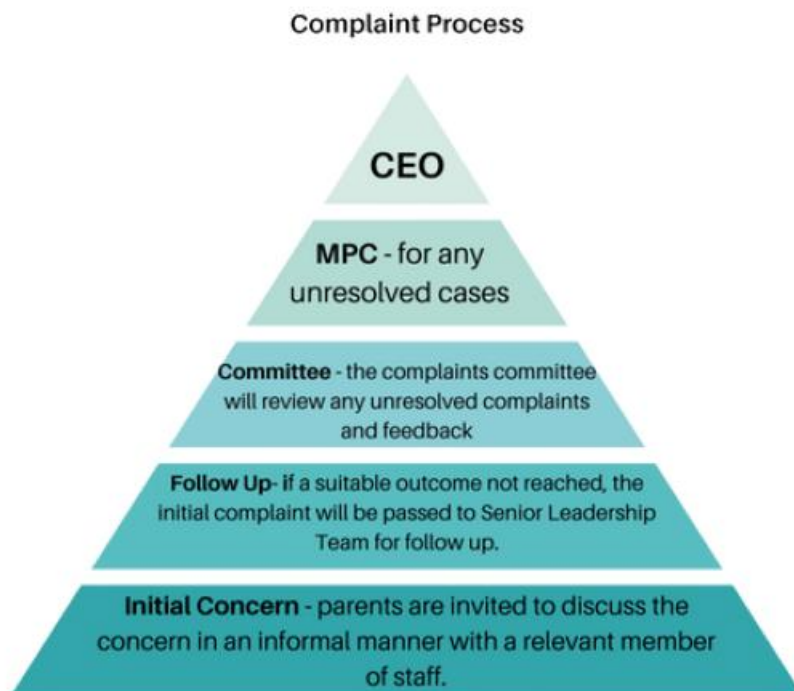 Complaint Process
CEO
MPC - for any
unresolved cases
Committee - the complaints committee
will review any unresolved complaints
and feedback
Follow Up- if a suitable outcome not reached, the
initial complaint will be passed to Senior Leadership
Team for follow up.
Initial Concern - parents are invited to discuss the
concern in an informal manner with a relevant member
of staff.